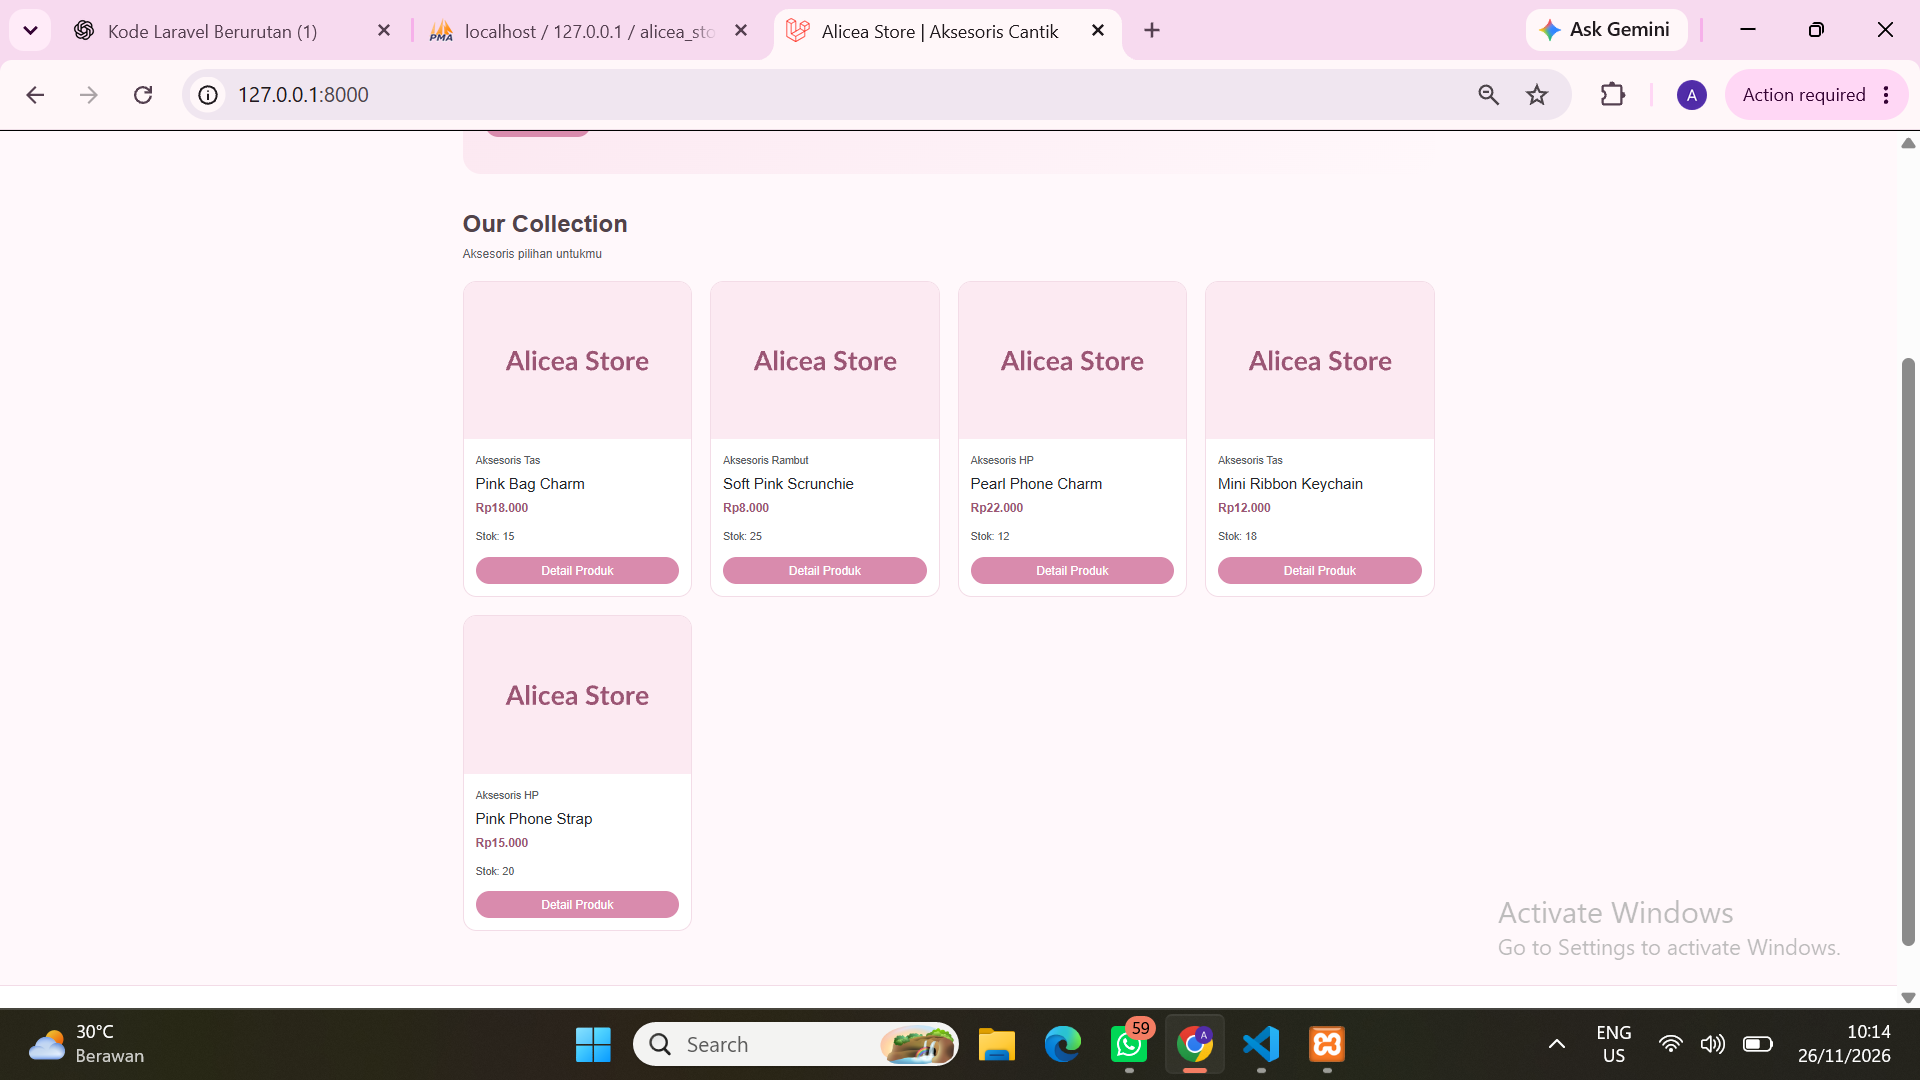 Kode Laravel Berurutan (1)
localhost / 127.0.0.1 / alicea_sto
Alicea Store | Aksesoris Cantik
Ask Gemini
127.0.0.1:8000
A
Action required
Our Collection
Aksesoris pilihan untukmu
Alicea Store
Alicea Store
Alicea Store
Alicea Store
Aksesoris Tas
Aksesoris Rambut
Aksesoris HP
Aksesoris Tas
Pink Bag Charm
Soft Pink Scrunchie
Pearl Phone Charm
Mini Ribbon Keychain
Rp18.000
Rp8.000
Rp22.000
Rp12.000
Stok: 15
Stok: 25
Stok: 12
Stok: 18
Detail Produk
Detail Produk
Detail Produk
Detail Produk
Alicea Store
Aksesoris HP
Pink Phone Strap
Rp15.000
Stok: 20
Detail Produk
Activate Windows
Go to Settings to activate Windows.
30°C
Berawan
Search
59
A
ENG
US
10:14
26/11/2026